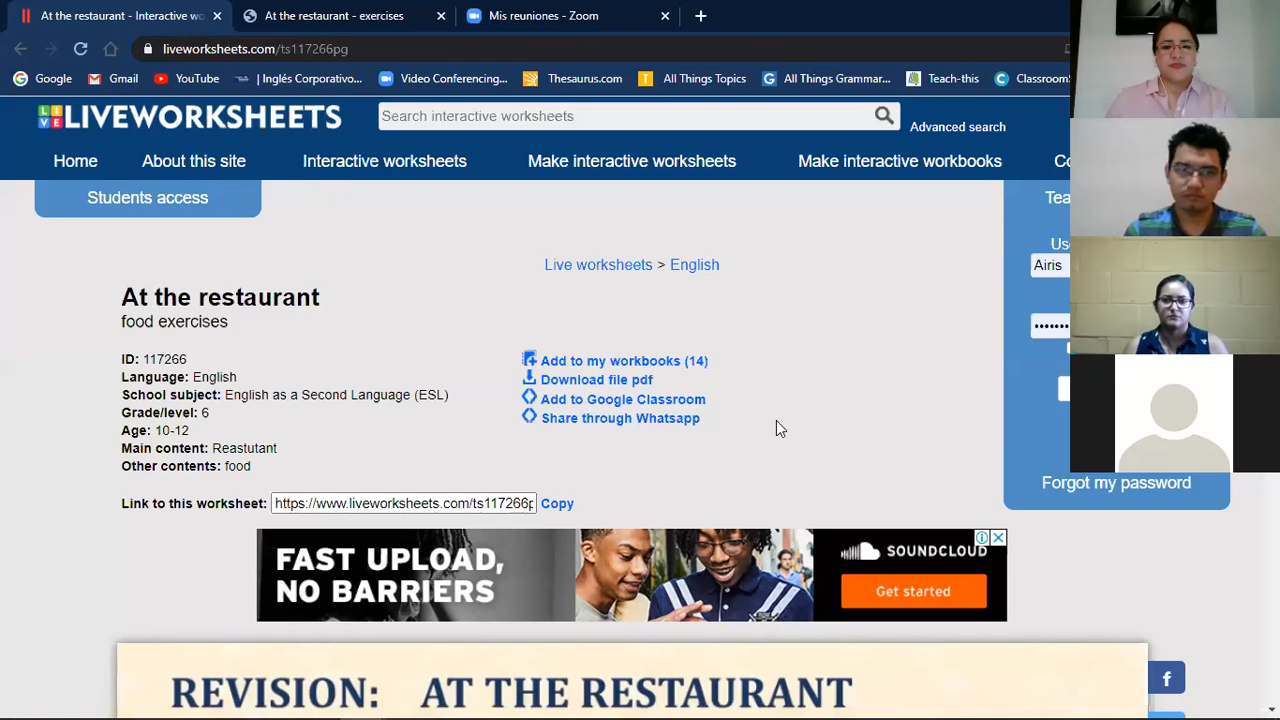 At the restaurant - Interactive wo
At the restaurant - exercises
Mis reuniones - Zoom
liveworksheets.com/ts117266pg
Google
Gmail
YouTube
| Inglés Corporativo...
Video Conferencing...
Thesaurus.com
All Things Topics
All Things Grammar...
Teach-this
ClassroomS
LIVE
LIVEWORKSHEETS
Search interactive worksheets
Advanced search
Home
About this site
Interactive worksheets
Make interactive worksheets
Make interactive workbooks
Co
Students access
Tea
Use
Airis
Forgot my password
Live worksheets > English
At the restaurant
food exercises
ID: 117266
Language: English
School subject: English as a Second Language (ESL)
Grade/level: 6
Age: 10-12
Main content: Reastutant
Other contents: food
Add to my workbooks (14)
Download file pdf
Add to Google Classroom
Share through Whatsapp
Link to this worksheet: https://www.liveworksheets.com/ts117266p Copy
FAST UPLOAD,
NO BARRIERS
SOUNDCLOUD
Get started
REVISION: AT THE RESTAURANT